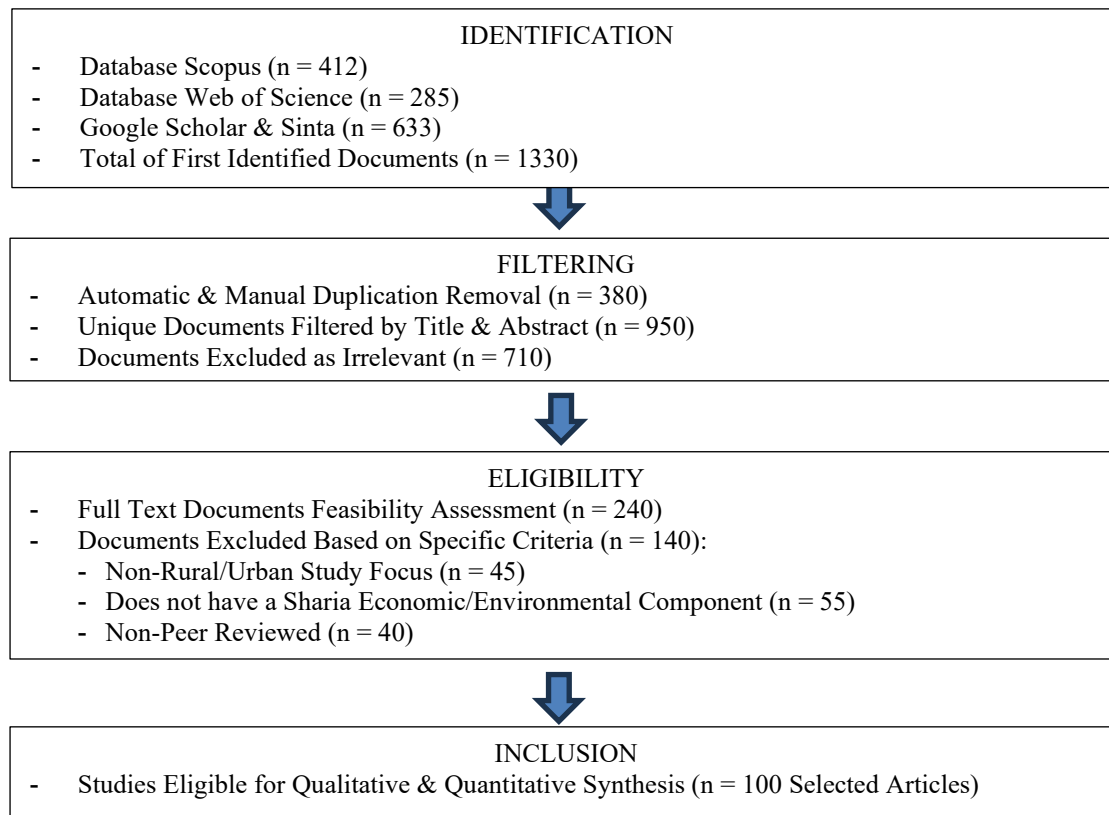 IDENTIFICATION
- Database Scopus (n = 412)
- Database Web of Science (n = 285)
- Google Scholar & Sinta (n = 633)
- Total of First Identified Documents (n = 1330)
FILTERING
- Automatic & Manual Duplication Removal (n = 380)
- Unique Documents Filtered by Title & Abstract (n = 950)
- Documents Excluded as Irrelevant (n = 710)
ELIGIBILITY
- Full Text Documents Feasibility Assessment (n = 240)
- Documents Excluded Based on Specific Criteria (n = 140):
- Non-Rural/Urban Study Focus (n = 45)
- Does not have a Sharia Economic/Environmental Component (n = 55)
- Non-Peer Reviewed (n = 40)
INCLUSION
- Studies Eligible for Qualitative & Quantitative Synthesis (n = 100 Selected Articles)